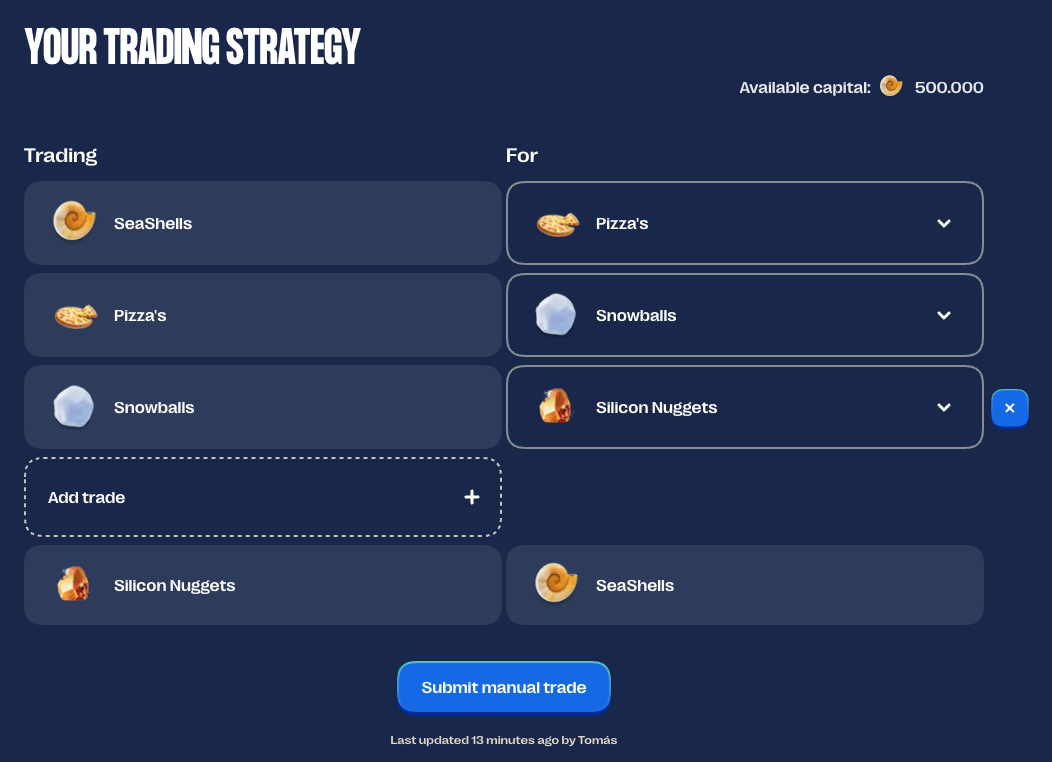 YOUR TRADING STRATEGY
Available capital: 500.000
Trading For
SeaShells Pizza's
Pizza's Snowballs
Snowballs Silicon Nuggets
Add trade
Silicon Nuggets SeaShells
Submit manual trade
Last updated 13 minutes ago by Tomás